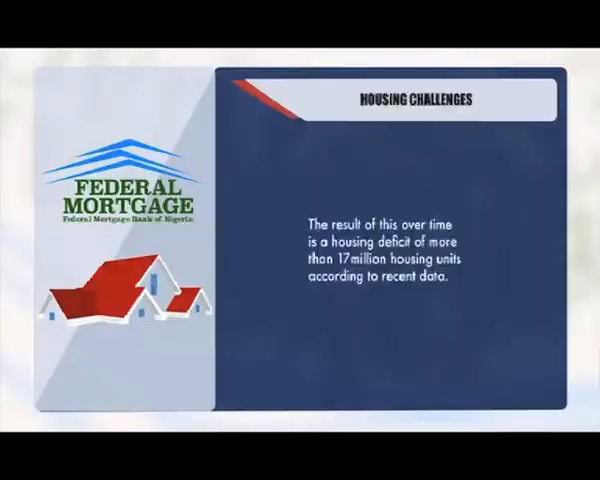 HOUSING CHALLENGES
FEDERAL
MORTGAGE
Federal Mortgage Bank of Nigeria
The result of this over time
is a housing deficit of more
than 17million housing units
according to recent data.